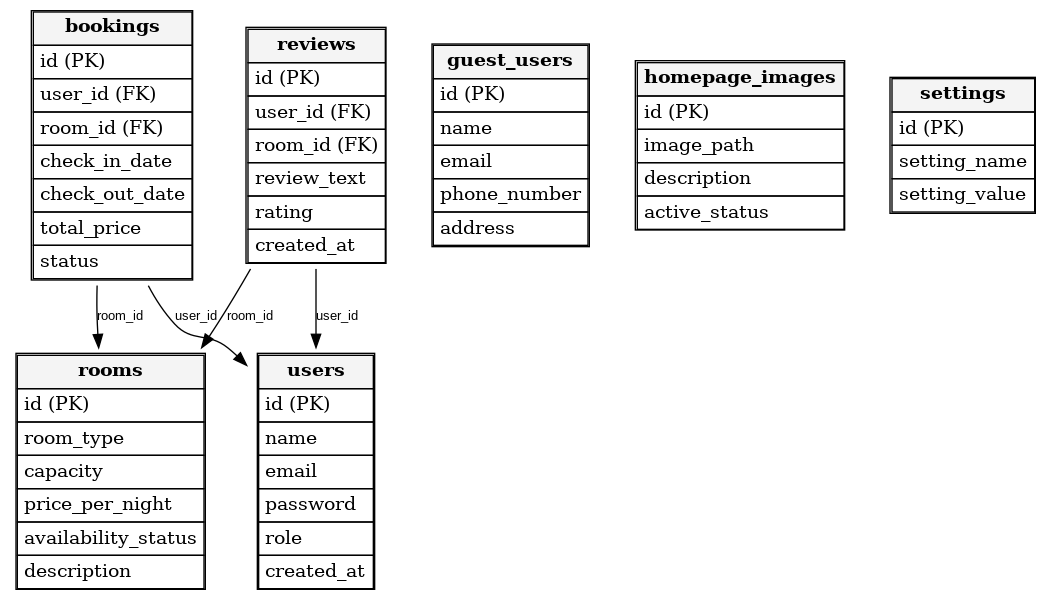 bookings
id (PK)
user_id (FK)
room_id (FK)
check_in_date
check_out_date
total_price
status
reviews
id (PK)
user_id (FK)
room_id (FK)
review_text
rating
created_at
guest_users
id (PK)
name
email
phone_number
address
homepage_images
id (PK)
image_path
description
active_status
settings
id (PK)
setting_name
setting_value
room_id
user_id
room_id
user_id
rooms
id (PK)
room_type
capacity
price_per_night
availability_status
description
users
id (PK)
name
email
password
role
created_at